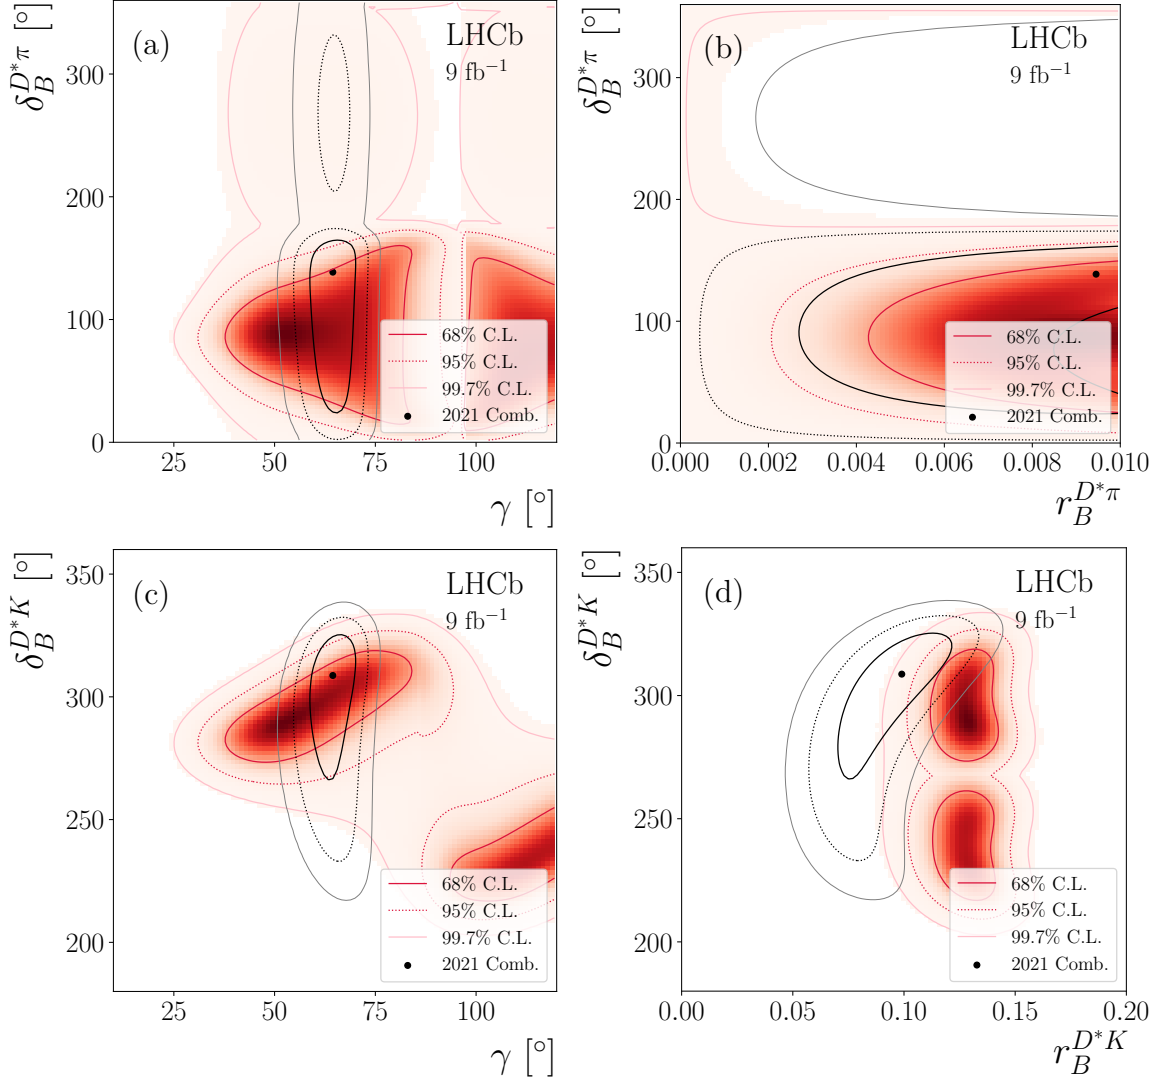 (a)
LHCb
9 fb⁻¹
δ_B^{D*π} [°]
300
200
100
0
25
50
75
100
γ [°]
68% C.L.
95% C.L.
99.7% C.L.
2021 Comb.
(b)
LHCb
9 fb⁻¹
δ_B^{D*π} [°]
300
200
100
0
0.000
0.002
0.004
0.006
0.008
0.010
r_B^{D*π}
68% C.L.
95% C.L.
99.7% C.L.
2021 Comb.
(c)
LHCb
9 fb⁻¹
δ_B^{D*K} [°]
350
300
250
200
25
50
75
100
γ [°]
68% C.L.
95% C.L.
99.7% C.L.
2021 Comb.
(d)
LHCb
9 fb⁻¹
δ_B^{D*K} [°]
350
300
250
200
0.00
0.05
0.10
0.15
0.20
r_B^{D*K}
68% C.L.
95% C.L.
99.7% C.L.
2021 Comb.